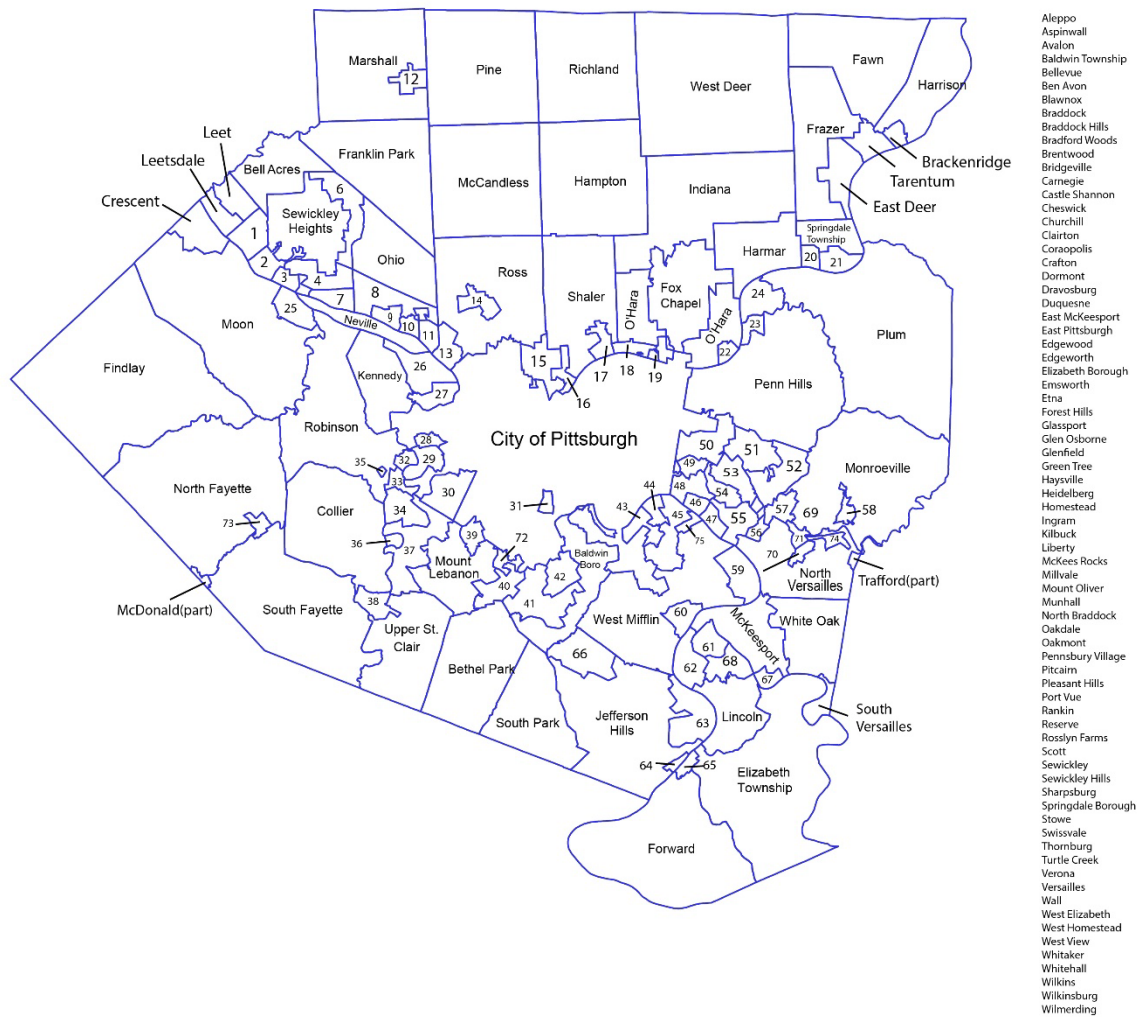 Marshall
12
Pine
Richland
West Deer
Fawn
Harrison
Frazer
Brackenridge
Tarentum
East Deer
Leet
Leetsdale
Crescent
Bell Acres
Franklin Park
6
Sewickley
Heights
McCandless
Hampton
Indiana
Springdale
Township
Harmar
20
21
1
2
3
4
7
8
Ohio
Ross
14
Shaler
O'Hara
Fox
Chapel
O'Hara
24
23
22
Plum
25
Neville
9
10
11
13
15
16
17
18
19
Moon
Findlay
Kennedy
26
27
Penn Hills
Robinson
City of Pittsburgh
28
29
32
35
33
30
34
36
37
31
50
51
52
49
53
48
54
44
43
45
46
47
55
56
57
69
58
Monroeville
North Fayette
73
Collier
39
72
Mount
Lebanon
40
41
42
Baldwin
Boro
75
59
70
71
74
North
Versailles
Trafford(part)
McDonald(part)
South Fayette
38
Upper St.
Clair
Bethel Park
West Mifflin
60
McKeesport
White Oak
66
61
62
68
67
South Park
Jefferson
Hills
63
Lincoln
South
Versailles
64
65
Elizabeth
Township
Forward
Aleppo
Aspinwall
Avalon
Baldwin Township
Bellevue
Ben Avon
Blawnox
Braddock
Braddock Hills
Bradford Woods
Brentwood
Bridgeville
Carnegie
Castle Shannon
Cheswick
Churchill
Clairton
Coraopolis
Crafton
Dormont
Dravosburg
Duquesne
East McKeesport
East Pittsburgh
Edgewood
Edgeworth
Elizabeth Borough
Emsworth
Etna
Forest Hills
Glassport
Glen Osborne
Glenfield
Green Tree
Haysville
Heidelberg
Homestead
Ingram
Kilbuck
Liberty
McKees Rocks
Millvale
Mount Oliver
Munhall
North Braddock
Oakdale
Oakmont
Pennsbury Village
Pitcairn
Pleasant Hills
Port Vue
Rankin
Reserve
Rosslyn Farms
Scott
Sewickley
Sewickley Hills
Sharpsburg
Springdale Borough
Stowe
Swissvale
Thornburg
Turtle Creek
Verona
Versailles
Wall
West Elizabeth
West Homestead
West View
Whitaker
Whitehall
Wilkins
Wilkinsburg
Wilmerding